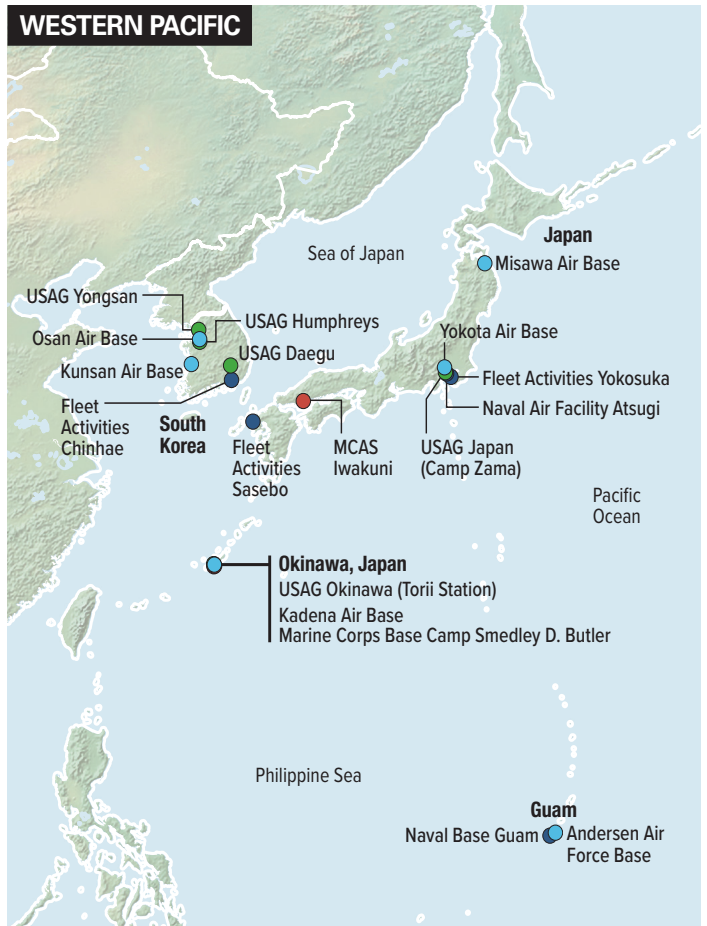 WESTERN PACIFIC
Sea of Japan
Japan
Misawa Air Base
USAG Yongsan
Osan Air Base
USAG Humphreys
Kunsan Air Base
USAG Daegu
Fleet
Activities
Chinhae
South
Korea
Fleet
Activities
Sasebo
MCAS
Iwakuni
Yokota Air Base
Fleet Activities Yokosuka
Naval Air Facility Atsugi
USAG Japan
(Camp Zama)
Pacific
Ocean
Okinawa, Japan
USAG Okinawa (Torii Station)
Kadena Air Base
Marine Corps Base Camp Smedley D. Butler
Philippine Sea
Guam
Naval Base Guam
Andersen Air
Force Base